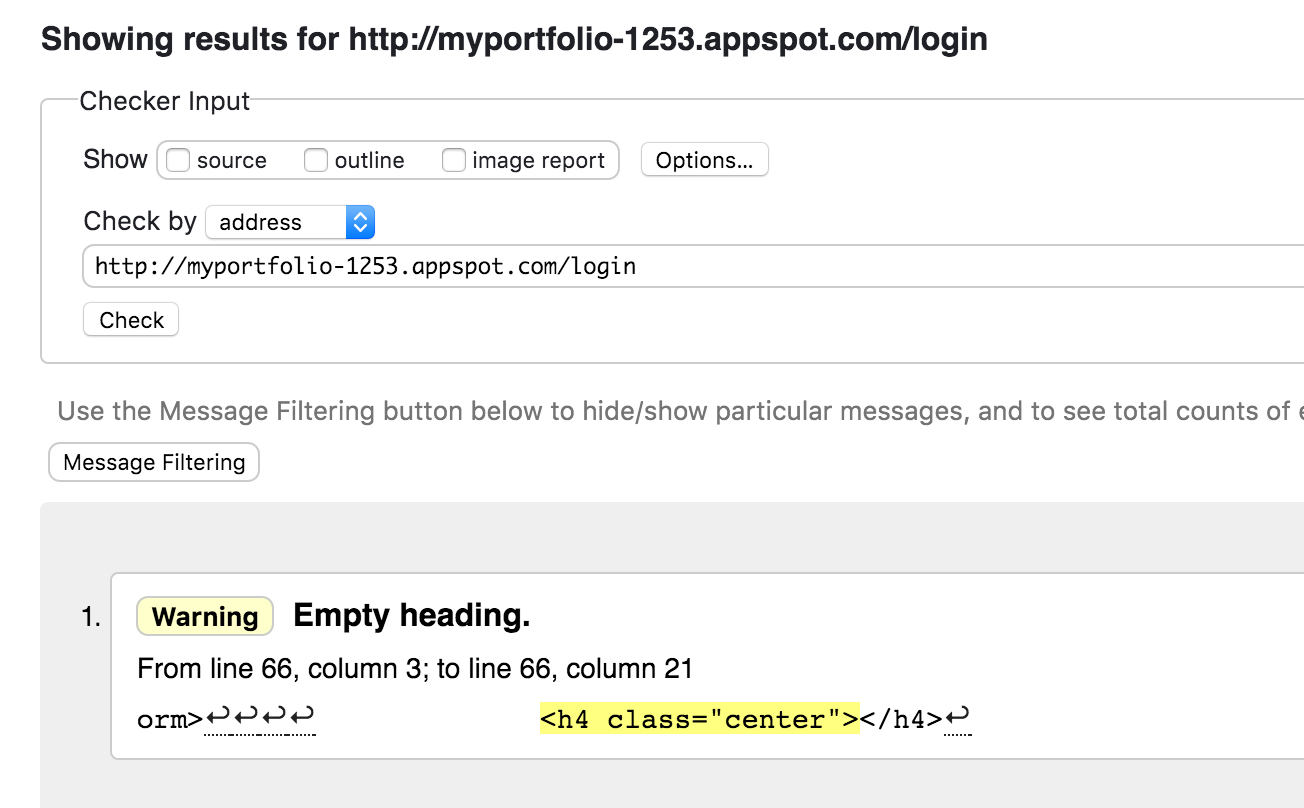 Showing results for http://myportfolio-1253.appspot.com/login
Checker Input
Show source outline image report Options...
Check by address
http://myportfolio-1253.appspot.com/login
Check
Use the Message Filtering button below to hide/show particular messages, and to see total counts of
Message Filtering
1. Warning Empty heading.
From line 66, column 3; to line 66, column 21
orm>↩↩↩↩ <h4 class="center"></h4>↩